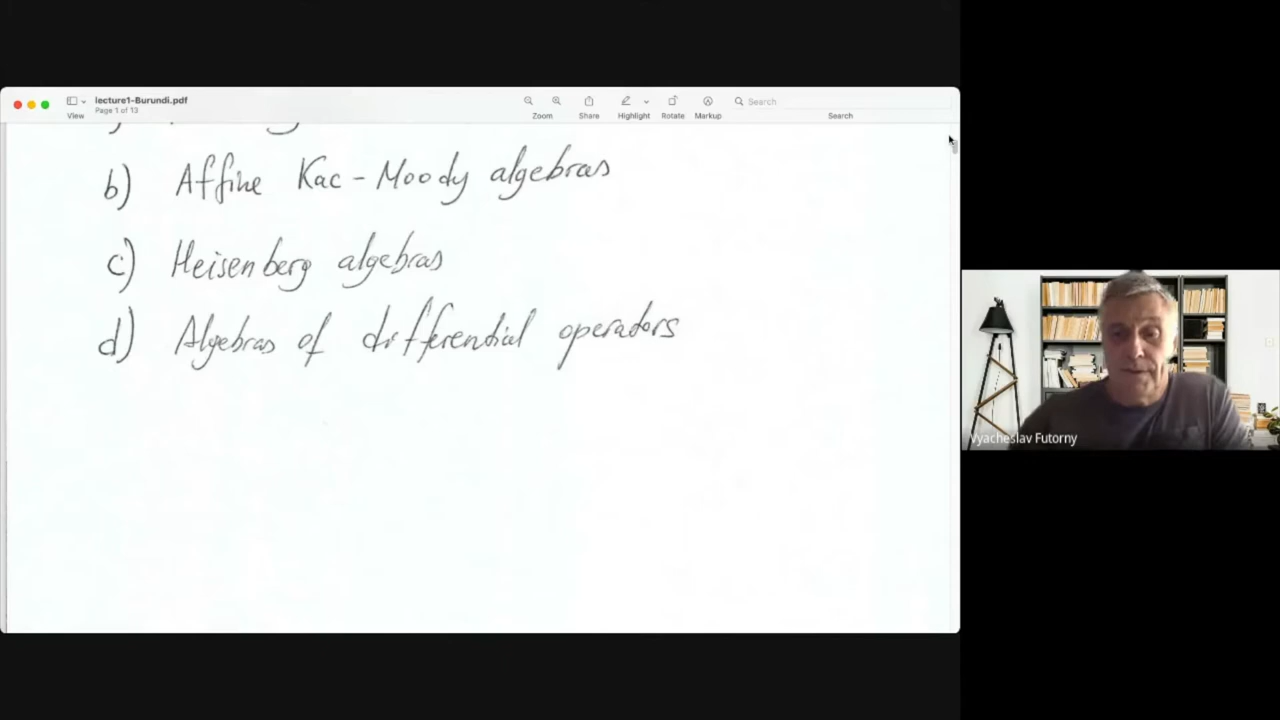 lecture1-Burundi.pdf
Page 1 of 13
View
Zoom
Share
Highlight
Rotate
Markup
Search
Search
b) Affine Kac-Moody algebras
c) Heisenberg algebras
d) Algebras of differential operators
Vyacheslav Futorny